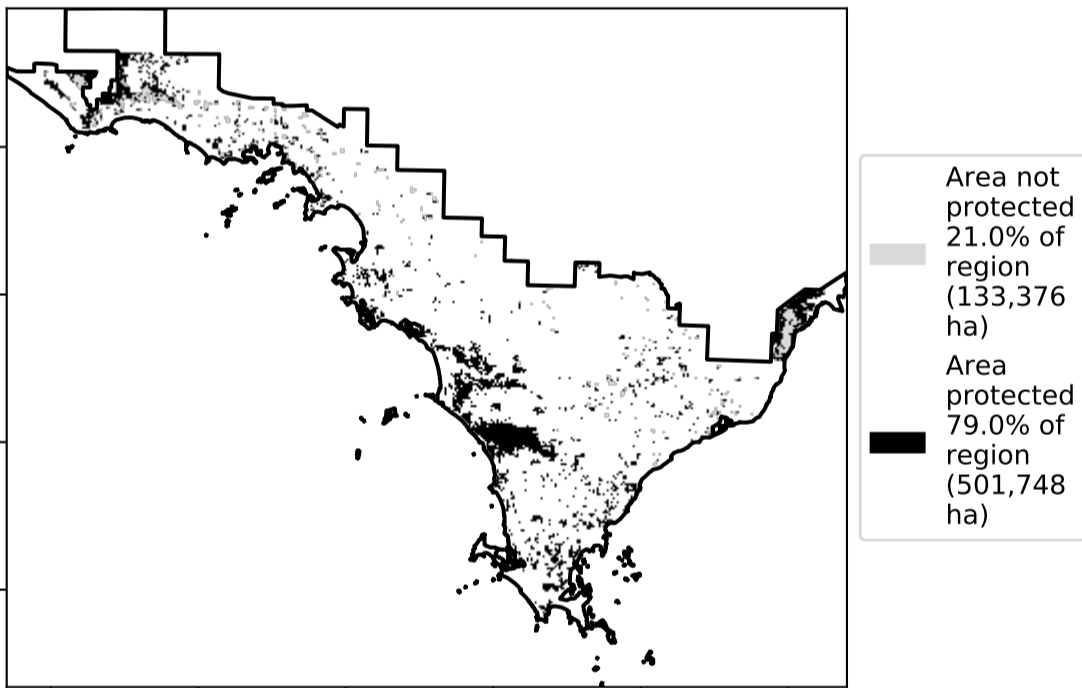 Area not
protected
21.0% of
region
(133,376
ha)
Area
protected
79.0% of
region
(501,748
ha)